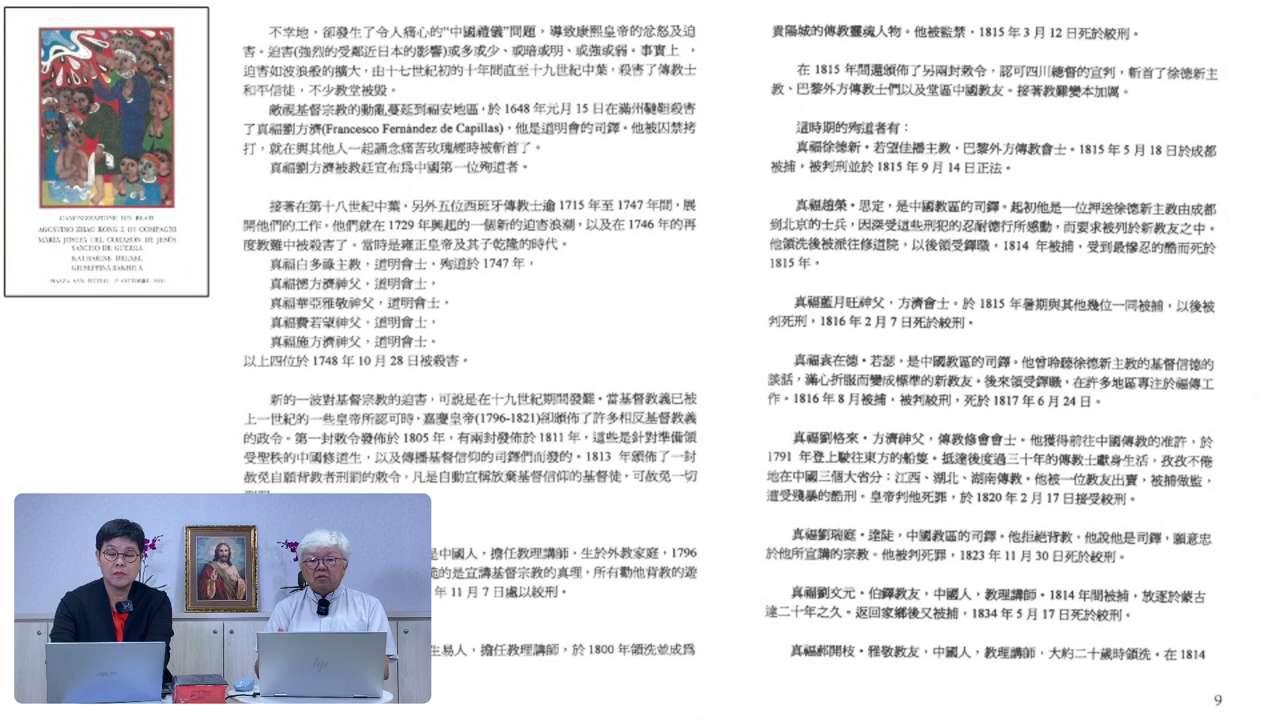 CANONIZZAZIONE DEI BEATI
AGOSTINO ZHAO RONG E 119 COMPAGNI
MARÍA JOSEFA DEL CORAZÓN DE JESÚS
SANCHO DE GUERRA
KATHARINE DREXEL
GIUSEPPINA BAKHITA
PIAZZA SAN PIETRO, 1º OTTOBRE 2000
不幸地，卻發生了令人痛心的“中國禮儀”問題，導致康熙皇帝的忿怒及迫
害。迫害(強烈的受鄰近日本的影響)或多或少、或暗或明、或強或弱。事實上，
迫害如波浪般的擴大，由十七世紀初的十年間直至十九世紀中葉，殺害了傳教士
和平信徒，不少教堂被毀。
敵視基督宗教的動亂蔓延到福安地區，於 1648 年元月 15 日在滿州韃靼殺害
了真福劉方濟(Francesco Fernández de Capillas)，他是道明會的司鐸。他被囚禁拷
打，就在與其他人一起誦念痛苦玫瑰經時被斬首了。
真福劉方濟被教廷宣布爲中國第一位殉道者。
接著在第十八世紀中葉，另外五位西班牙傳教士逾 1715 年至 1747 年間，展
開他們的工作。他們就在 1729 年興起的一個新的迫害浪潮，以及在 1746 年的再
度教難中被殺害了。當時是雍正皇帝及其子乾隆的時代。
真福白多祿主教，道明會士，殉道於 1747 年，
真福德方濟神父，道明會士，
真福華亞雅敬神父，道明會士，
真福費若望神父，道明會士，
真福施方濟神父，道明會士。
以上四位於 1748 年 10 月 28 日被殺害。
新的一波對基督宗教的迫害，可說是在十九世紀期間發難。當基督教義已被
上一世紀的一些皇帝所認可時，嘉慶皇帝(1796-1821)卻頒佈了許多相反基督教義
的政令。第一封敕令發佈於 1805 年，有兩封發佈於 1811 年，這些是針對準備領
受聖秩的中國修道生，以及傳播基督信仰的司鐸們而發的。1813 年頒佈了一封
赦免自願背教者刑罰的敕令，凡是自動宣稱放棄基督信仰的基督徒，可赦免一切
是中國人，擔任教理講師，生於外教家庭，1796
的是宣講基督宗教的真理，所有勸他背教的遊
年 11 月 7 日處以絞刑。
生易人，擔任教理講師，於 1800 年領洗並成爲
貴陽城的傳教靈魂人物。他被監禁，1815 年 3 月 12 日死於絞刑。
在 1815 年間還頒佈了另兩封敕令，認可四川總督的宣判，斬首了徐德新主
教、巴黎外方傳教士們以及堂區中國教友。接著教難變本加厲。
這時期的殉道者有：
真福徐德新．若望佳播主教，巴黎外方傳教會士。1815 年 5 月 18 日於成都
被捕，被判刑並於 1815 年 9 月 14 日正法。
真福趙榮．思定，是中國教區的司鐸。起初他是一位押送徐德新主教由成都
到北京的士兵，因深受這些刑犯的忍耐德行所感動，而要求被列於新教友之中。
他領洗後被派往修道院，以後領受鐸職。1814 年被捕，受到最慘忍的酷而死於
1815 年。
真福藍月旺神父，方濟會士。於 1815 年暑期與其他幾位一同被捕，以後被
判死刑，1816 年 2 月 7 日死於絞刑。
真福袁在德．若瑟，是中國教區的司鐸。他曾聆聽徐德新主教的基督信德的
談話，滿心折服而變成標準的新教友。後來領受鐸職，在許多地區專注於福傳工
作。1816 年 8 月被捕，被判絞刑，死於 1817 年 6 月 24 日。
真福劉格來．方濟神父，傳教修會會士。他獲得前往中國傳教的准許，於
1791 年登上駛往東方的船隻。抵達後度過三十年的傳教士獻身生活，孜孜不倦
地在中國三個大省分：江西、湖北、湖南傳教。他被一位教友出賣，被捕做監，
遭受殘暴的酷刑。皇帝判他死罪，於 1820 年 2 月 17 日接受絞刑。
真福劉瑞庭．達陡，中國教區的司鐸。他拒絕背教，他說他是司鐸，願意忠
於他所宣講的宗教。他被判死罪，1823 年 11 月 30 日死於絞刑。
真福劉文元．伯鐸教友，中國人，教理講師。1814 年間被捕，放逐於蒙古
達二十年之久。返回家鄉後又被捕，1834 年 5 月 17 日死於絞刑。
真福郝開枝．雅敬教友，中國人，教理講師，大約二十歲時領洗。在 1814
9
hp